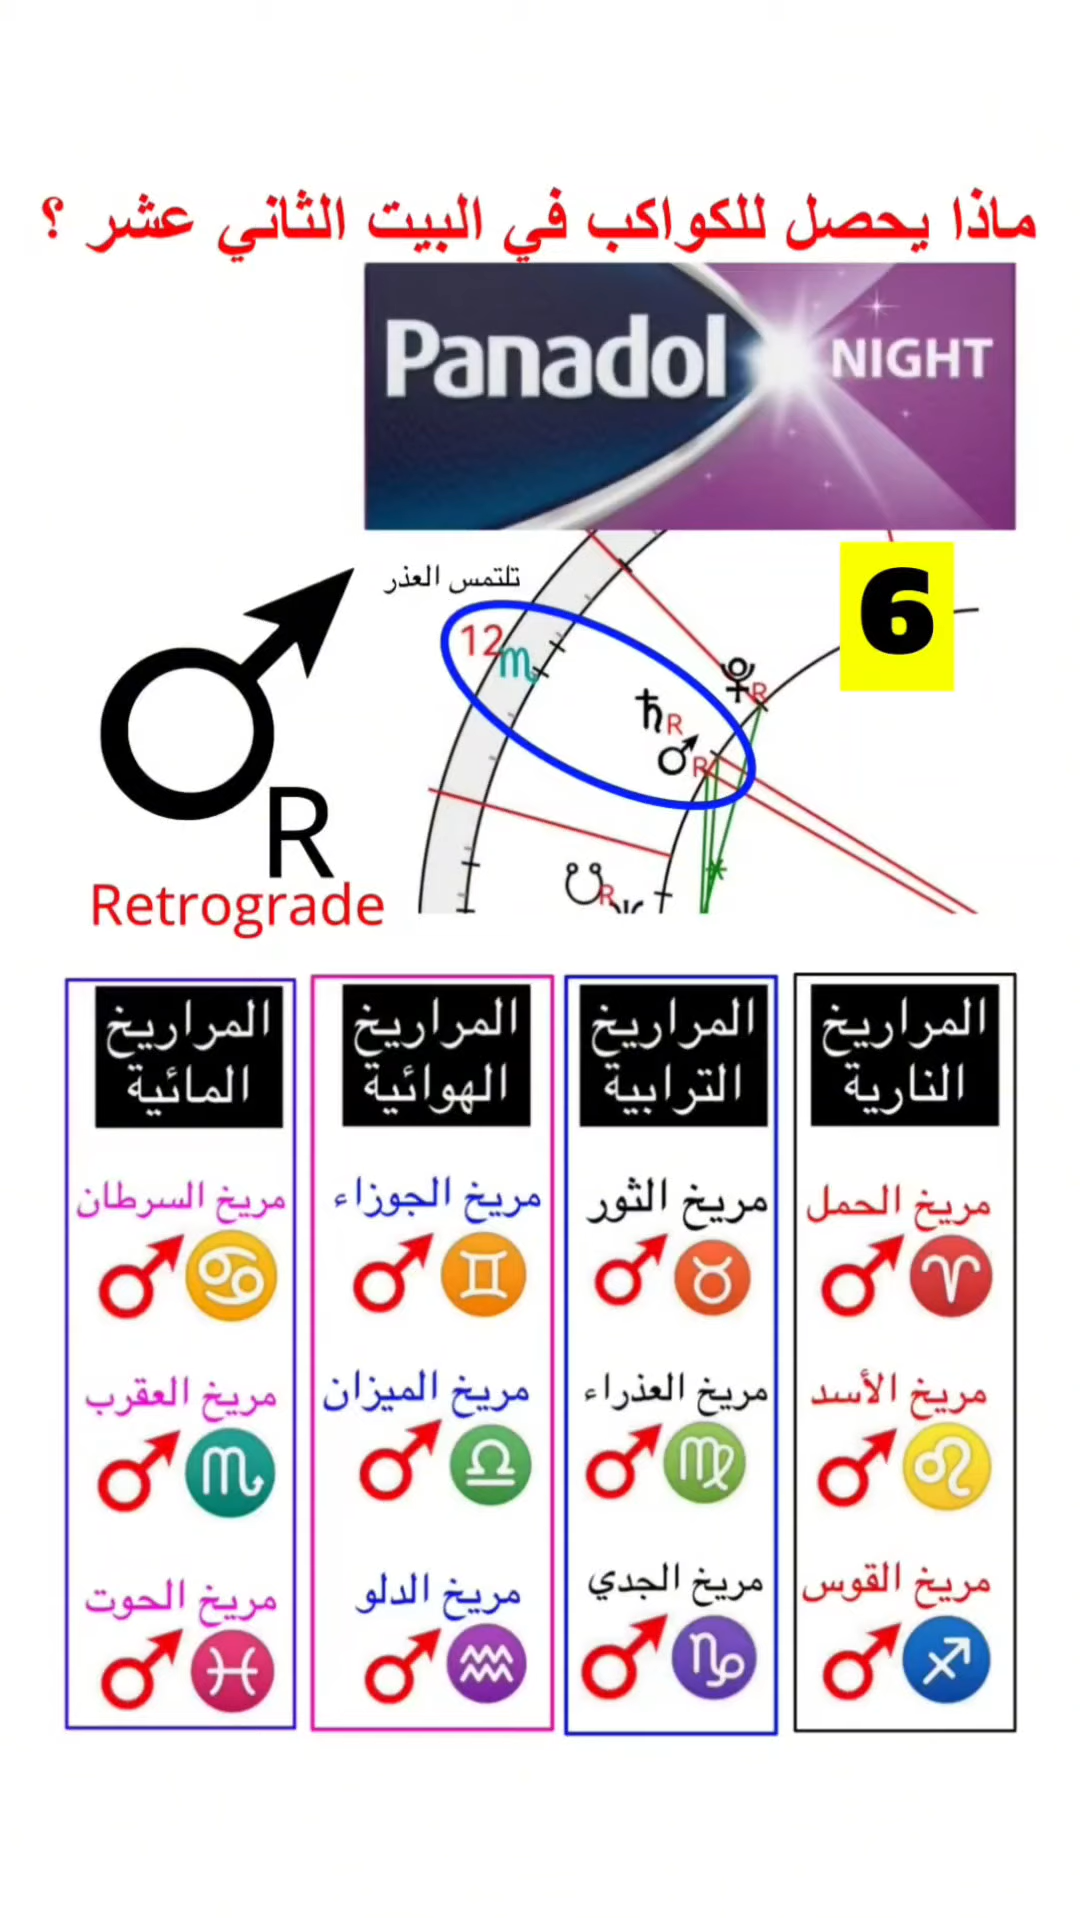 ماذا يحصل للكواكب في البيت الثاني عشر ؟
Panadol NIGHT
تلتمس العذر
6
12
R
R
R
R
R
Retrograde
المراريخ النارية
مريخ الحمل
مريخ الأسد
مريخ القوس
المراريخ الترابية
مريخ الثور
مريخ العذراء
مريخ الجدي
المراريخ الهوائية
مريخ الجوزاء
مريخ الميزان
مريخ الدلو
المراريخ المائية
مريخ السرطان
مريخ العقرب
مريخ الحوت